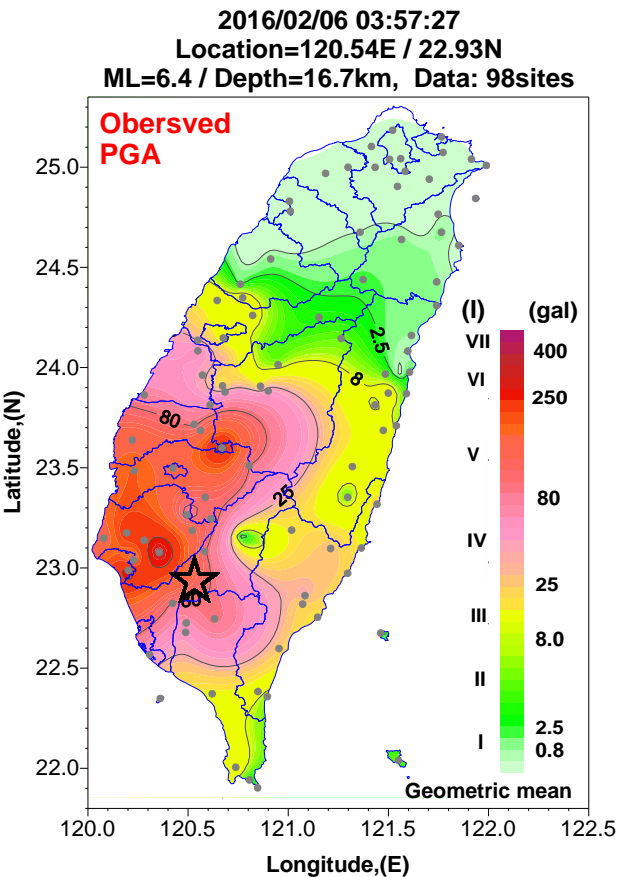 2016/02/06 03:57:27
Location=120.54E / 22.93N
ML=6.4 / Depth=16.7km, Data: 98sites
Obersved
PGA
25.0
24.5
24.0
23.5
23.0
22.5
22.0
Latitude,(N)
2.5
8
80
25
80
(I) (gal)
VII 400
VI 250
V 80
IV 25
III 8.0
II 2.5
I 0.8
Geometric mean
120.0 120.5 121.0 121.5 122.0 122.5
Longitude,(E)